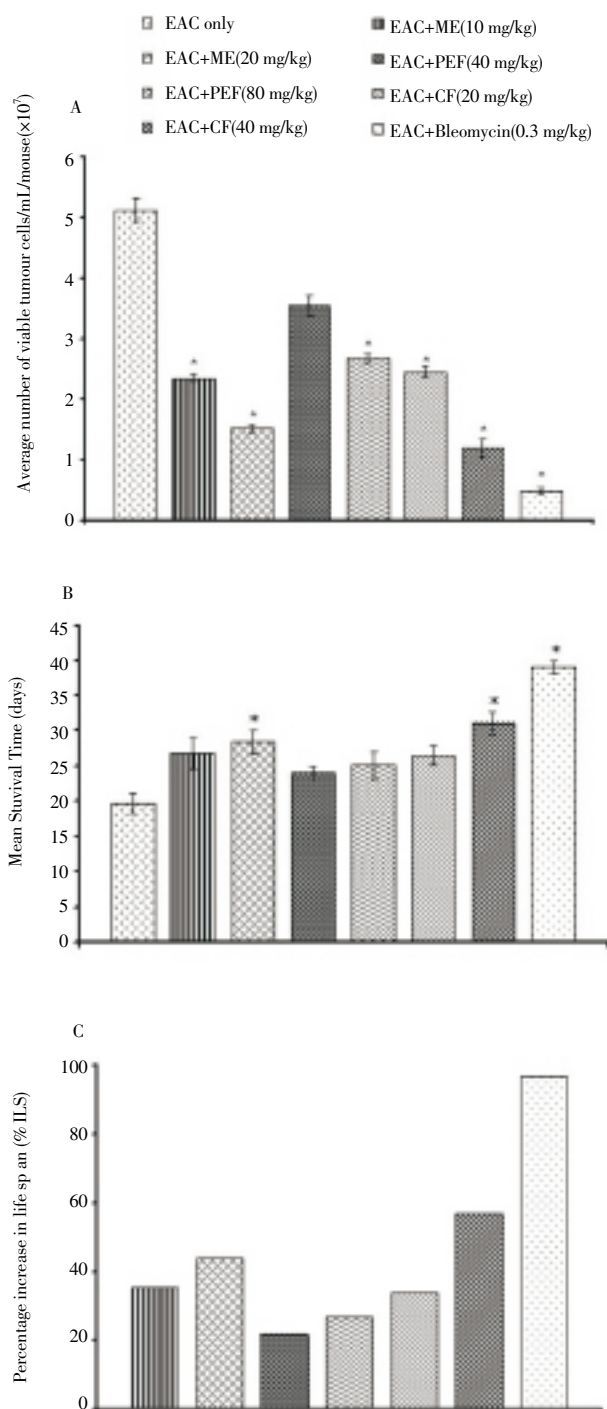 EAC only
EAC+ME(10 mg/kg)
EAC+ME(20 mg/kg)
EAC+PEF(40 mg/kg)
EAC+PEF(80 mg/kg)
EAC+CF(20 mg/kg)
EAC+CF(40 mg/kg)
EAC+Bleomycin(0.3 mg/kg)
A
Average number of viable tumour cells/mL/mouse(×10⁷)
6
5
4
3
2
1
0
*
*
*
*
*
*
B
Mean Stuvival Time (days)
45
40
35
30
25
20
15
10
5
0
*
*
*
C
Percentage increase in life sp an (% ILS)
100
80
60
40
20
0